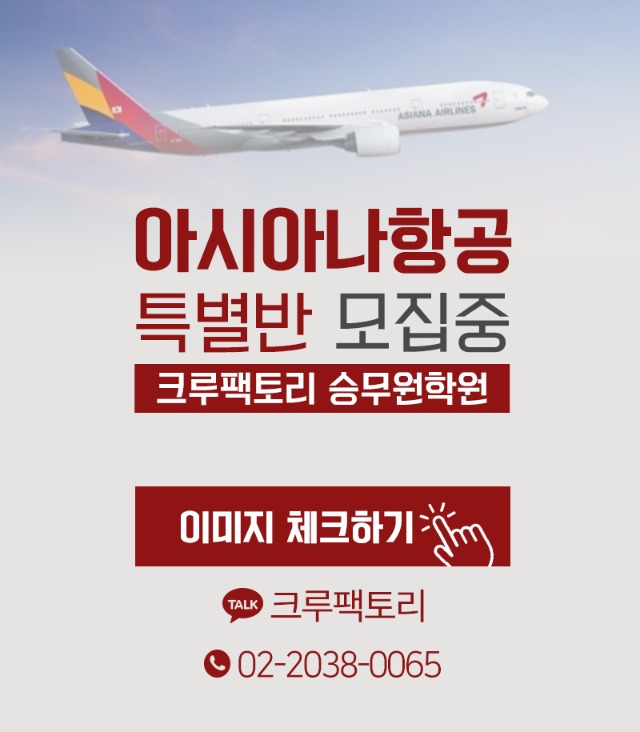 ASIANA AIRLINES
아시아나항공
특별반 모집중
크루팩토리 승무원학원
이미지 체크하기
TALK 크루팩토리
02-2038-0065